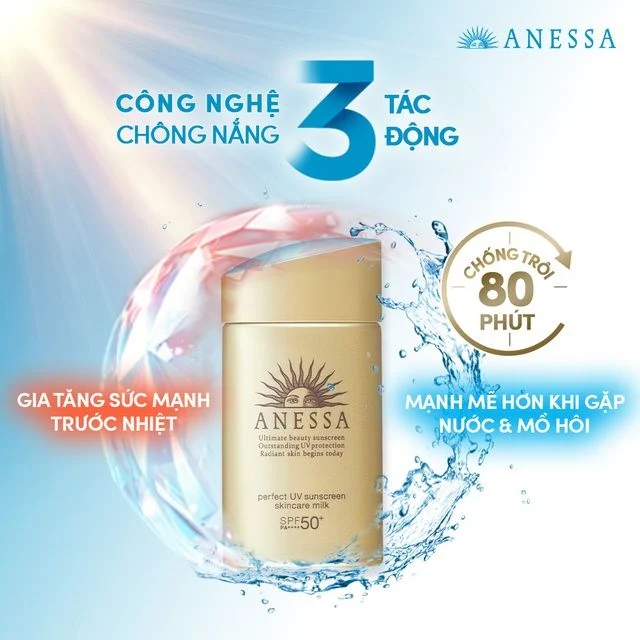 ANESSA
CÔNG NGHỆ
CHÔNG NẮNG
3
TÁC
ĐỘNG
CHỐNG TRÔI
80
PHÚT
GIA TĂNG SỨC MẠNH
TRƯỚC NHIỆT
MẠNH MẼ HƠN KHI GẶP
NƯỚC & MỒ HÔI
ANESSA
Ultimate beauty sunscreen
Outstanding UV protection
Radiant skin begins today
perfect UV sunscreen
skincare milk
SPF50+
PA++++